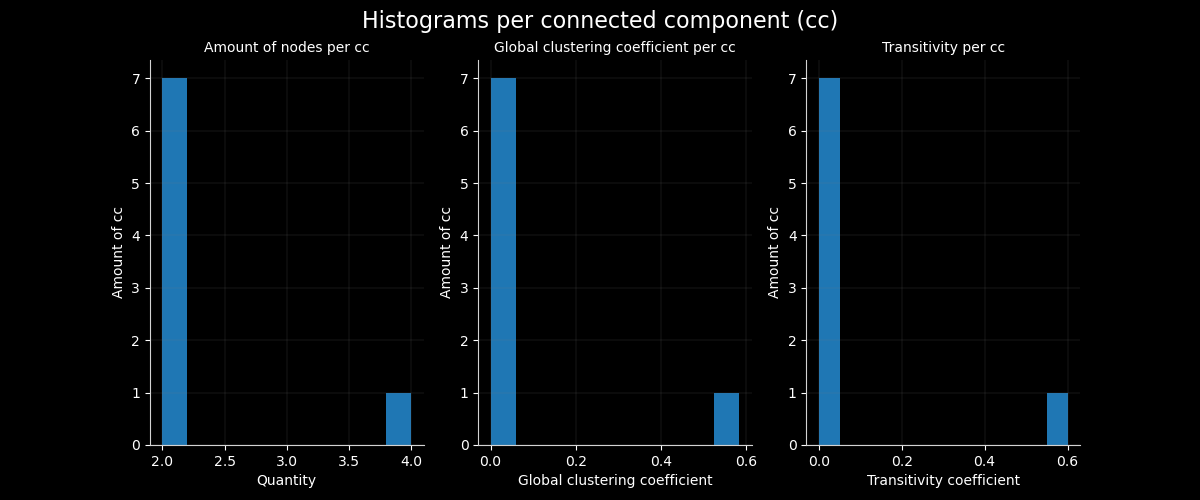 Histograms per connected component (cc)
Amount of nodes per cc
Amount of cc
7
6
5
4
3
2
1
0
2.0 2.5 3.0 3.5 4.0
Quantity
Global clustering coefficient per cc
Amount of cc
7
6
5
4
3
2
1
0
0.0 0.2 0.4 0.6
Global clustering coefficient
Transitivity per cc
Amount of cc
7
6
5
4
3
2
1
0
0.0 0.2 0.4 0.6
Transitivity coefficient